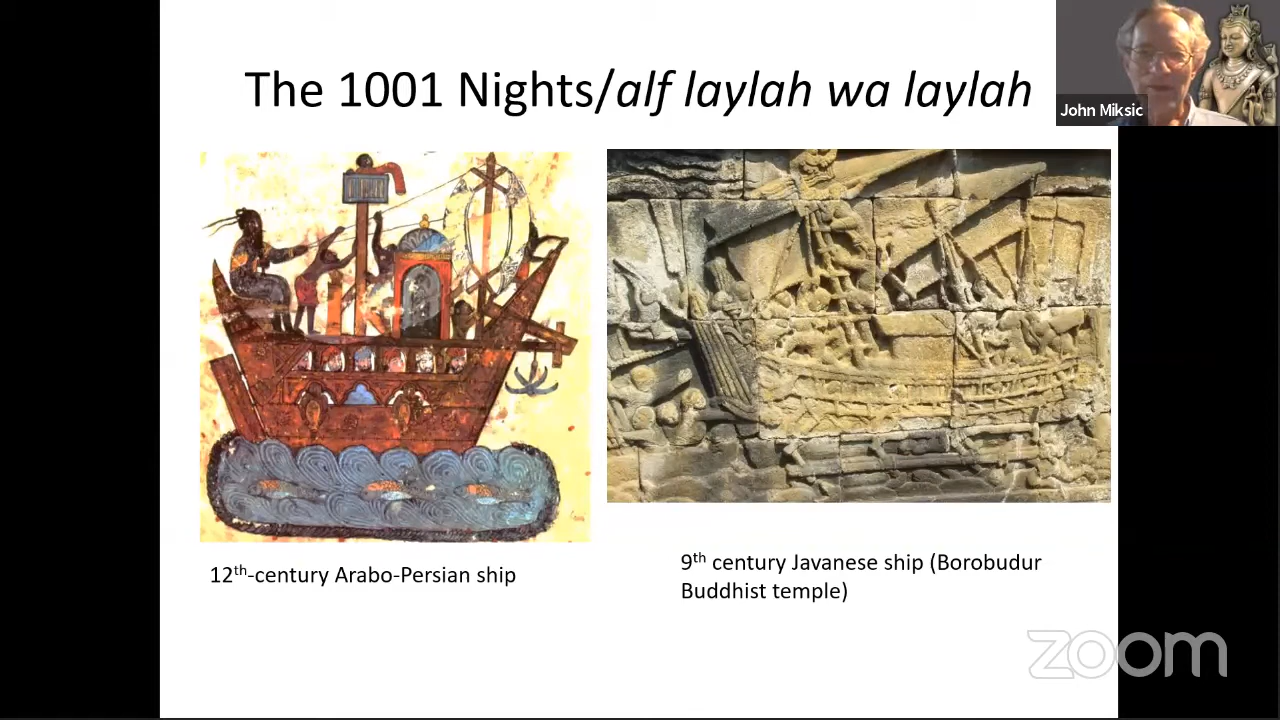 The 1001 Nights/alf laylah wa laylah
John Miksic
12th-century Arabo-Persian ship
9th century Javanese ship (Borobudur
Buddhist temple)
zoom